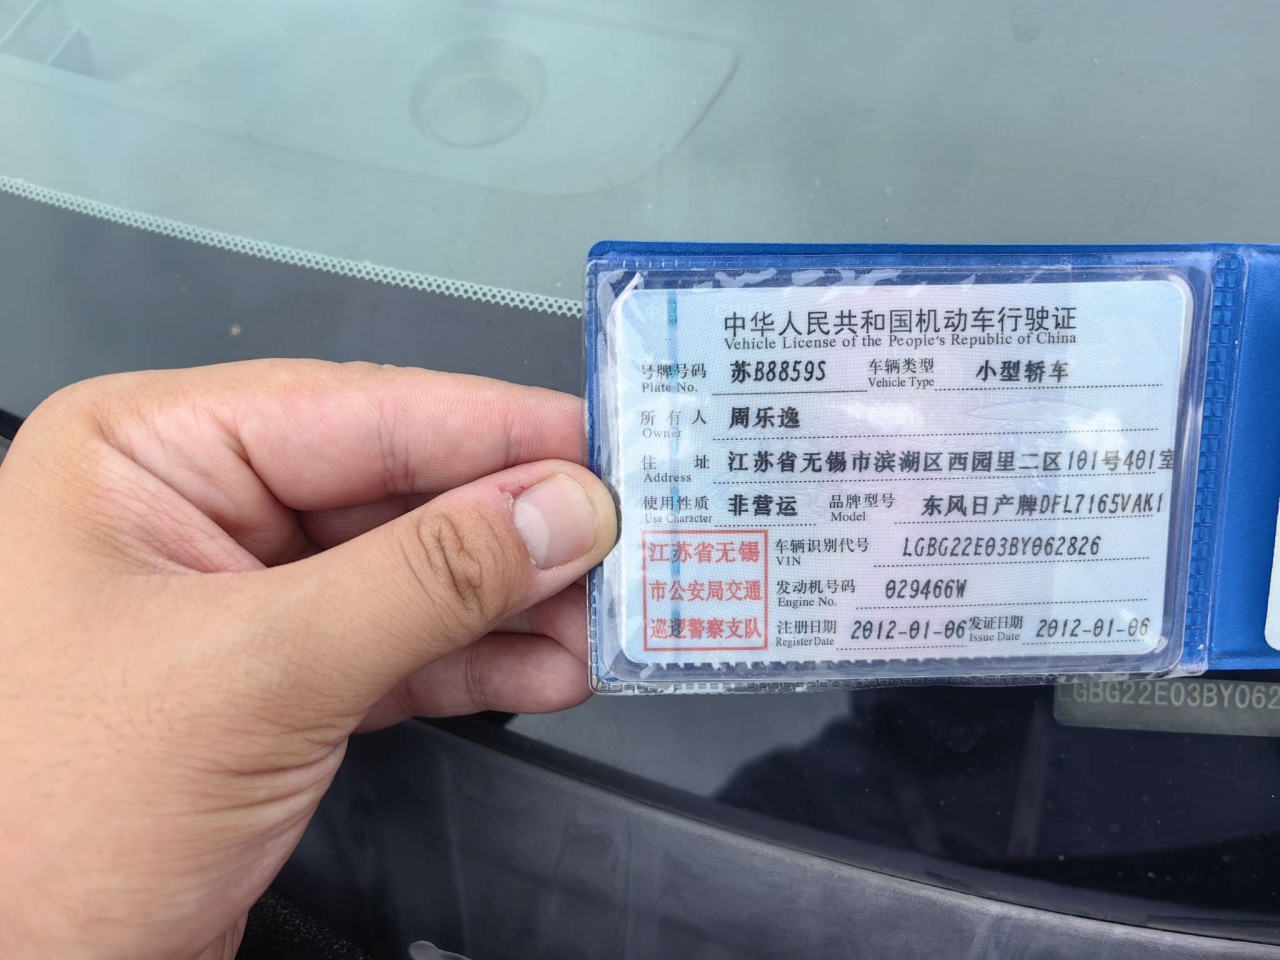 中华人民共和国机动车行驶证
Vehicle License of the People's Republic of China
号牌号码 苏B8859S 车辆类型 小型轿车
Plate No. Vehicle Type
所有人 周乐逸
Owner
住址 江苏省无锡市滨湖区西园里二区101号401室
Address
使用性质 非营运 品牌型号 东风日产牌DFL7165VAK1
Use Character Model
江苏省无锡
市公安局交通
巡逻警察支队
车辆识别代号 LGBG22E03BY062826
VIN
发动机号码 029466W
Engine No.
注册日期 2012-01-06 发证日期 2012-01-06
Register Date Issue Date
LGBG22E03BY062